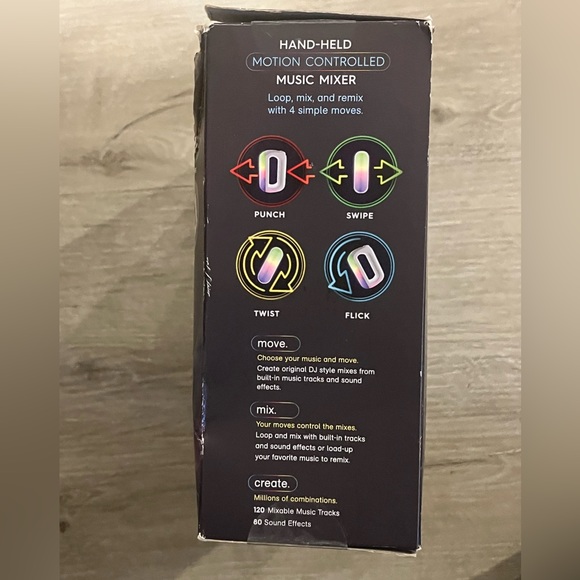 HAND-HELD
MOTION CONTROLLED
MUSIC MIXER
Loop, mix, and remix
with 4 simple moves.
PUNCH
SWIPE
TWIST
FLICK
move.
Choose your music and move.
Create original DJ style mixes from
built-in music tracks and sound
effects.
mix.
Your moves control the mixes.
Loop and mix with built-in tracks
and sound effects or load-up
your favorite music to remix.
create.
Millions of combinations.
120 Mixable Music Tracks
60 Sound Effects